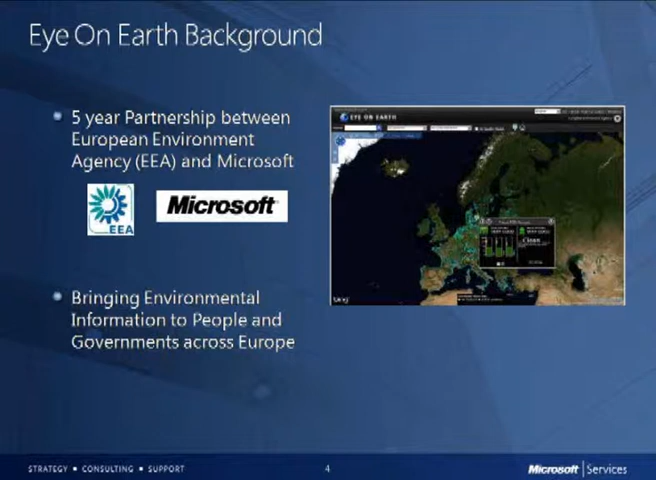 Eye On Earth Background
5 year Partnership between
European Environment
Agency (EEA) and Microsoft
EEA
Microsoft
Bringing Environmental
Information to People and
Governments across Europe
EYE ON EARTH
Clean
bing
STRATEGY ▪ CONSULTING ▪ SUPPORT
4
Microsoft | Services